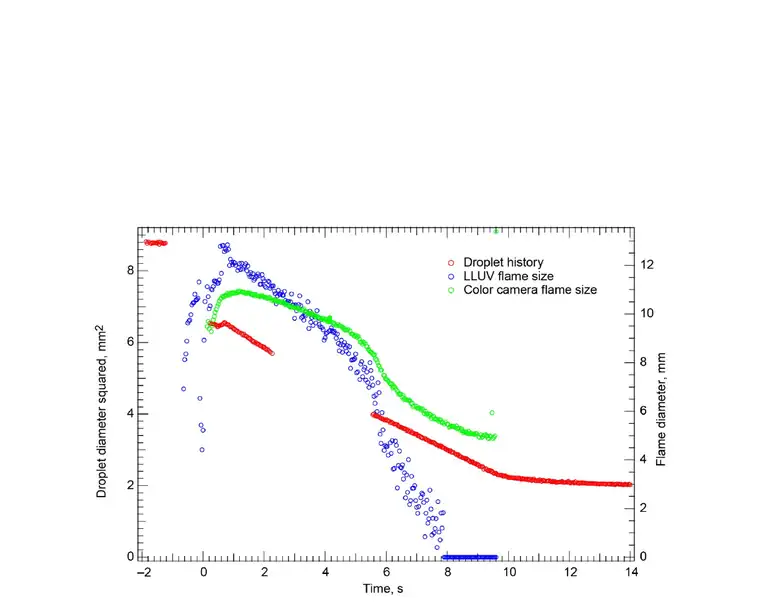 Droplet history
LLUV flame size
Color camera flame size
Droplet diameter squared, mm2
8
6
4
2
0
12
10
8
6
4
2
0
Flame diameter, mm
–2 0 2 4 6 8 10 12 14
Time, s